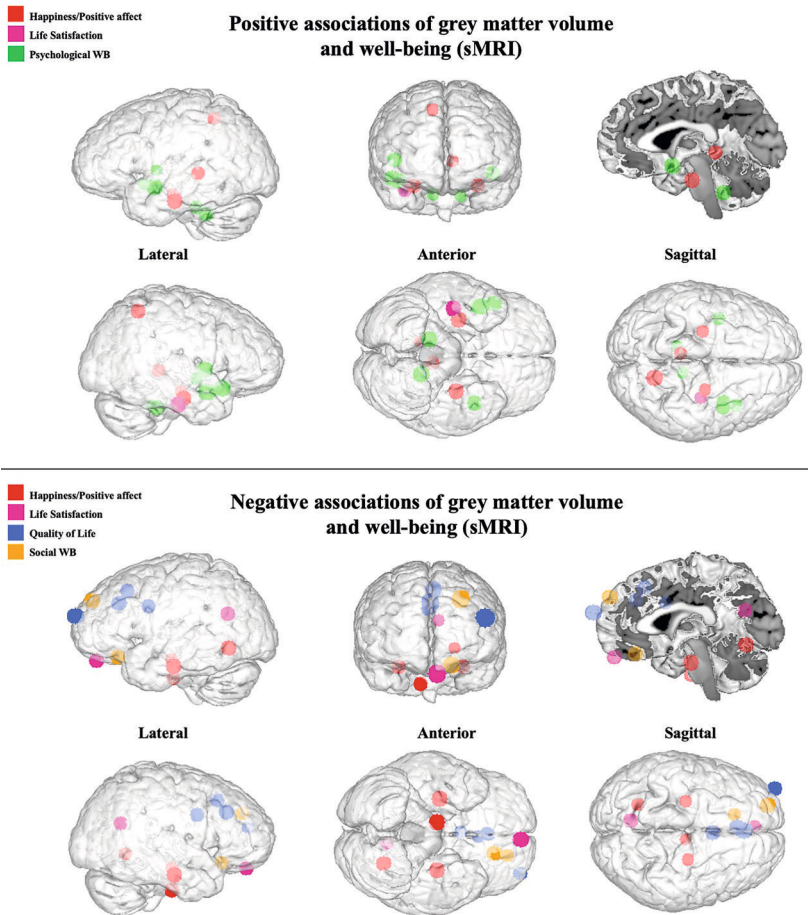 Happiness/Positive affect
Life Satisfaction
Psychological WB
Positive associations of grey matter volume
and well-being (sMRI)
Lateral
Anterior
Sagittal
Happiness/Positive affect
Life Satisfaction
Quality of Life
Social WB
Negative associations of grey matter volume
and well-being (sMRI)
Lateral
Anterior
Sagittal